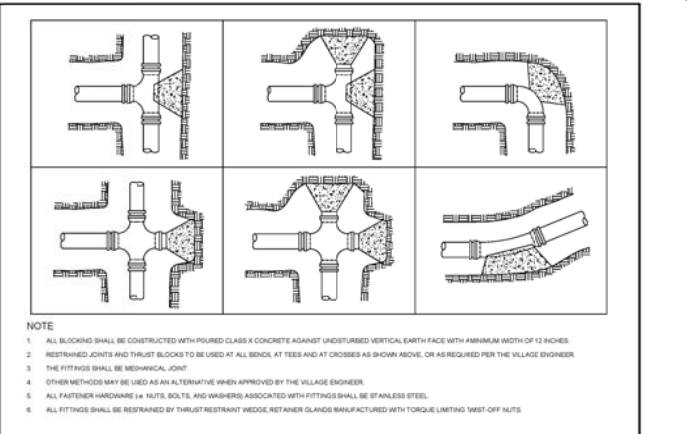 NOTE
1. ALL BLOCKING SHALL BE CONSTRUCTED WITH POURED CLASS X CONCRETE AGAINST UNDISTURBED VERTICAL EARTH FACE WITH A MINIMUM WIDTH OF 12 INCHES.
2. RESTRAINED JOINTS AND THRUST BLOCKS TO BE USED AT ALL BENDS, AT TEES AND AT CROSSES AS SHOWN ABOVE, OR AS REQUIRED PER THE VILLAGE ENGINEER.
3. THE FITTINGS SHALL BE MECHANICAL JOINT.
4. OTHER METHODS MAY BE USED AS AN ALTERNATIVE WHEN APPROVED BY THE VILLAGE ENGINEER.
5. ALL FASTENER HARDWARE (i.e. NUTS, BOLTS, AND WASHERS) ASSOCIATED WITH FITTINGS SHALL BE STAINLESS STEEL.
6. ALL FITTINGS SHALL BE RESTRAINED BY THRUST RESTRAINT WEDGE, RETAINER GLANDS MANUFACTURED WITH TORQUE LIMITING TWIST-OFF NUTS.